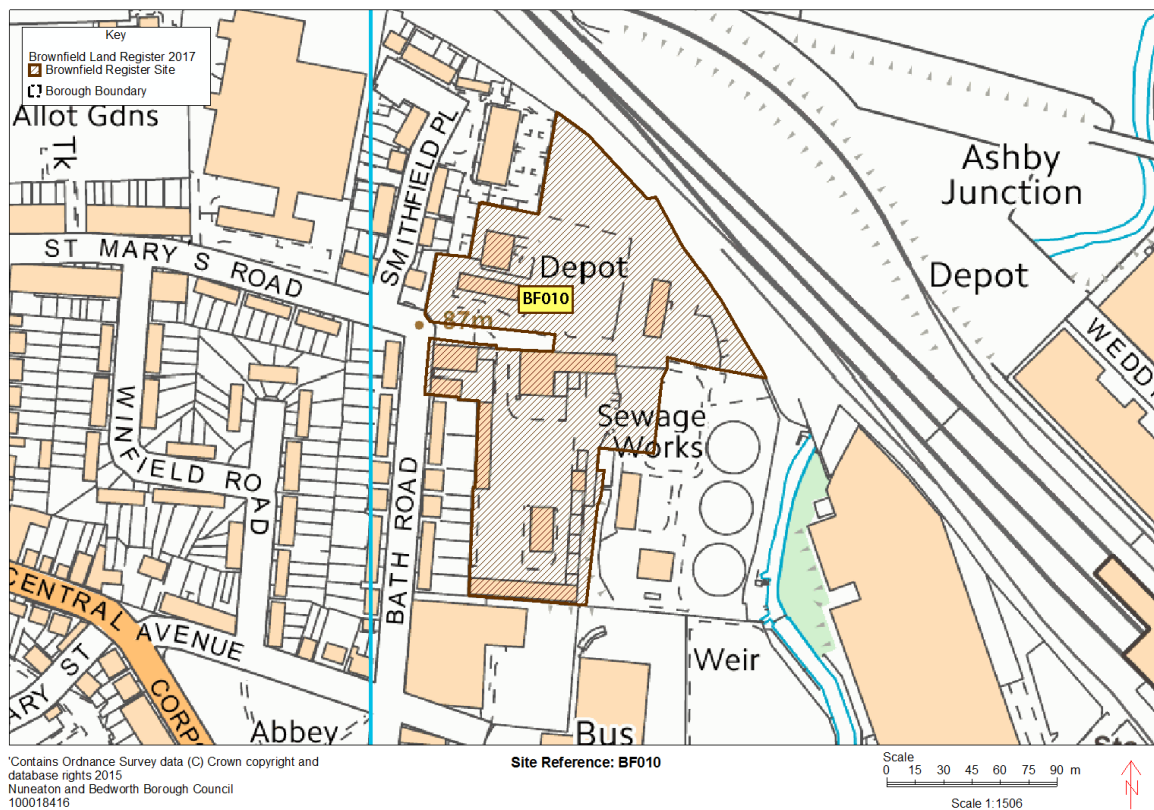 Key
Brownfield Land Register 2017
Brownfield Register Site
Borough Boundary
Allot Gdns
Tk
SMITHFIELD PL
Ashby
Junction
ST MARY'S ROAD
Depot
Depot
BF010
87m
WEDD
WINFIELD ROAD
Sewage
Works
BATH ROAD
CENTRAL AVENUE
ARY ST
CORP
Weir
Abbey
Bus
'Contains Ordnance Survey data (C) Crown copyright and
database rights 2015
Nuneaton and Bedworth Borough Council
100018416
Site Reference: BF010
Scale
0 15 30 45 60 75 90 m
Scale 1:1506
N